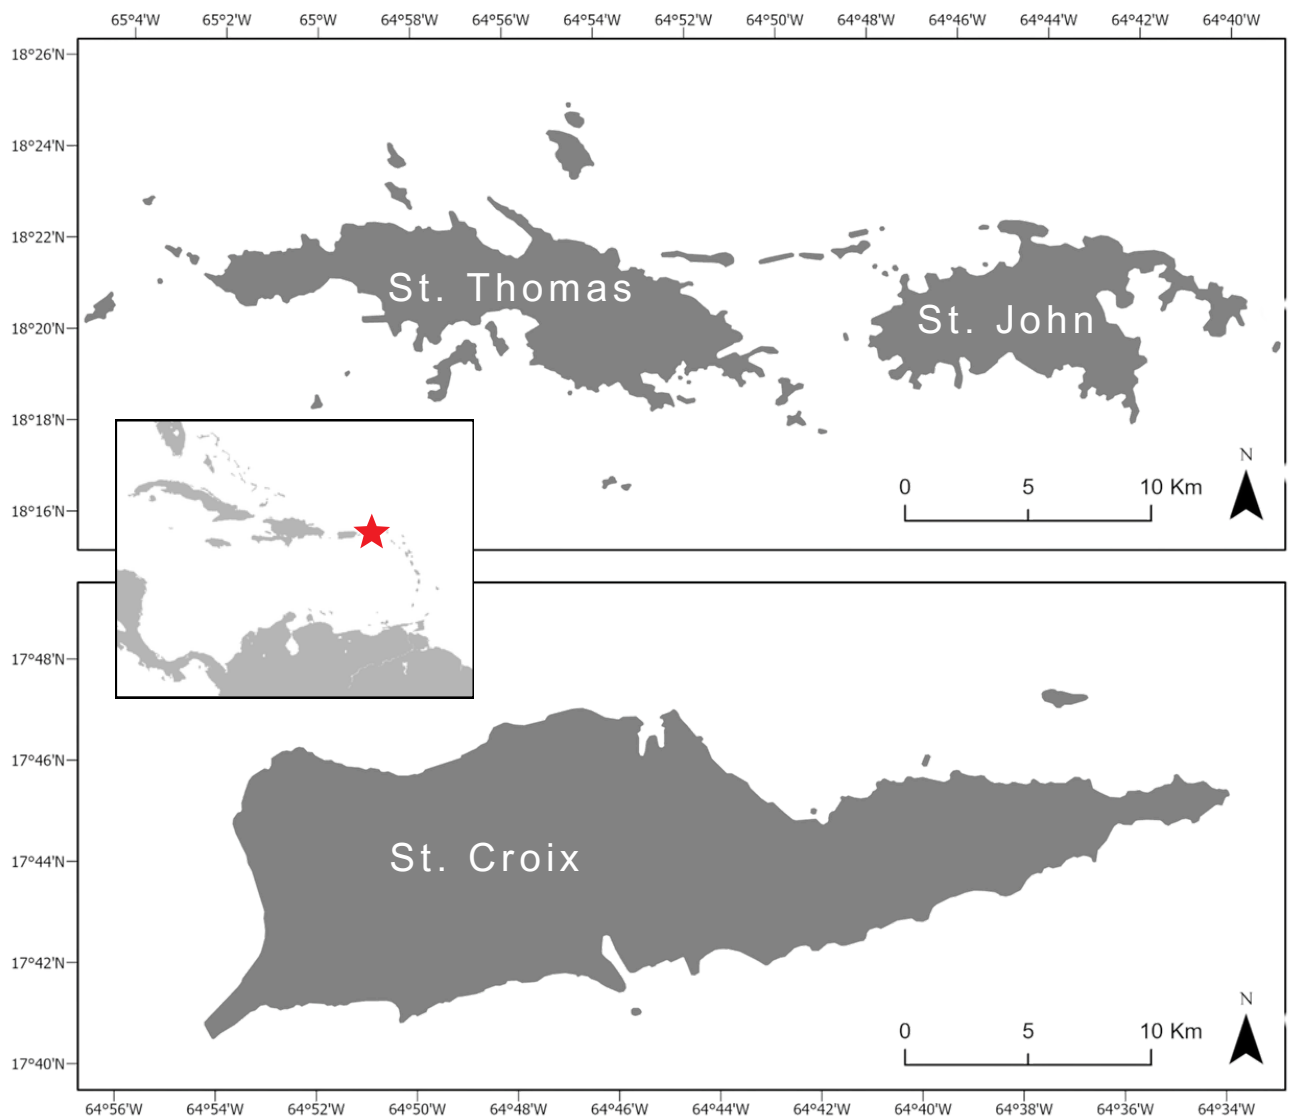 65°4'W 65°2'W 65°W 64°58'W 64°56'W 64°54'W 64°52'W 64°50'W 64°48'W 64°46'W 64°44'W 64°42'W 64°40'W
18°26'N
18°24'N
18°22'N
18°20'N
18°18'N
18°16'N
St. Thomas
St. John
N
0 5 10 Km
17°48'N
17°46'N
17°44'N
17°42'N
17°40'N
St. Croix
N
0 5 10 Km
64°56'W 64°54'W 64°52'W 64°50'W 64°48'W 64°46'W 64°44'W 64°42'W 64°40'W 64°38'W 64°36'W 64°34'W